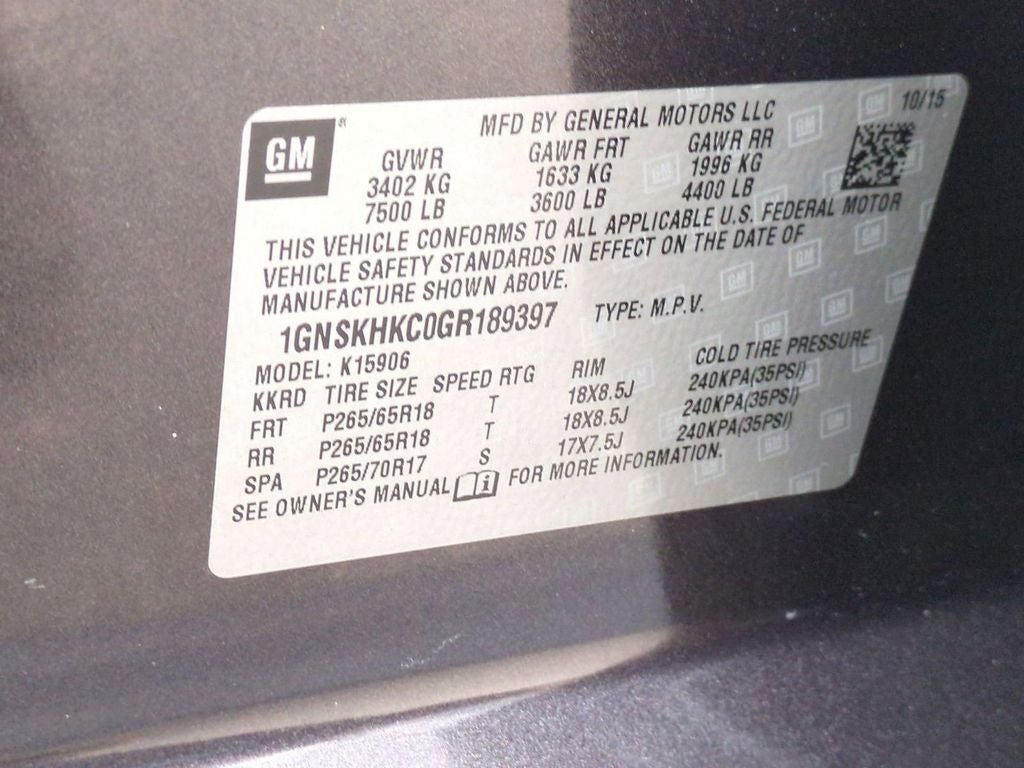 GM
MFD BY GENERAL MOTORS LLC 10/15
GVWR GAWR FRT GAWR RR
3402 KG 1633 KG 1996 KG
7500 LB 3600 LB 4400 LB
THIS VEHICLE CONFORMS TO ALL APPLICABLE U.S. FEDERAL MOTOR
VEHICLE SAFETY STANDARDS IN EFFECT ON THE DATE OF
MANUFACTURE SHOWN ABOVE.
1GNSKHKC0GR189397 TYPE: M.P.V.
MODEL: K15906
KKRD TIRE SIZE SPEED RTG RIM COLD TIRE PRESSURE
FRT P265/65R18 T 18X8.5J 240KPA(35PSI)
RR P265/65R18 T 18X8.5J 240KPA(35PSI)
SPA P265/70R17 S 17X7.5J 240KPA(35PSI)
SEE OWNER'S MANUAL i FOR MORE INFORMATION.